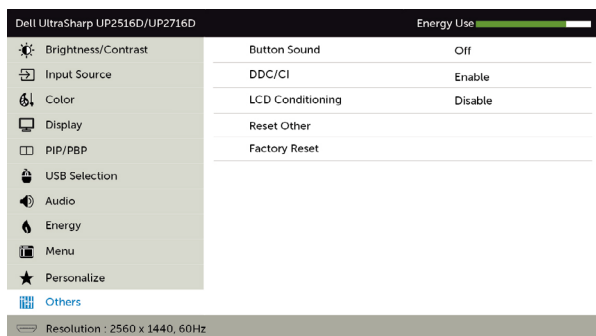 Dell UltraSharp UP2516D/UP2716D Energy Use
Brightness/Contrast Button Sound Off
Input Source DDC/CI Enable
Color LCD Conditioning Disable
Display Reset Other
PIP/PBP Factory Reset
USB Selection
Audio
Energy
Menu
Personalize
Others
Resolution : 2560 x 1440, 60Hz